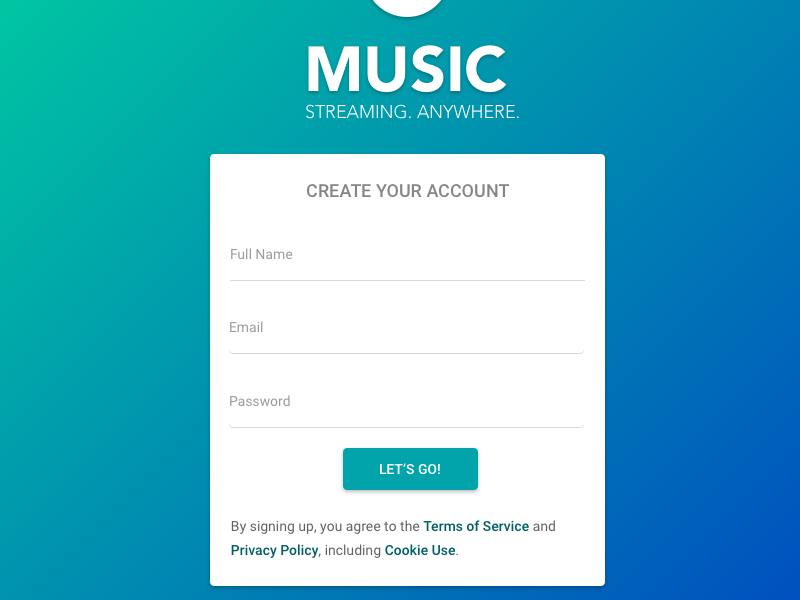 MUSIC
STREAMING. ANYWHERE.
CREATE YOUR ACCOUNT
Full Name
Email
Password
LET’S GO!
By signing up, you agree to the Terms of Service and
Privacy Policy, including Cookie Use.